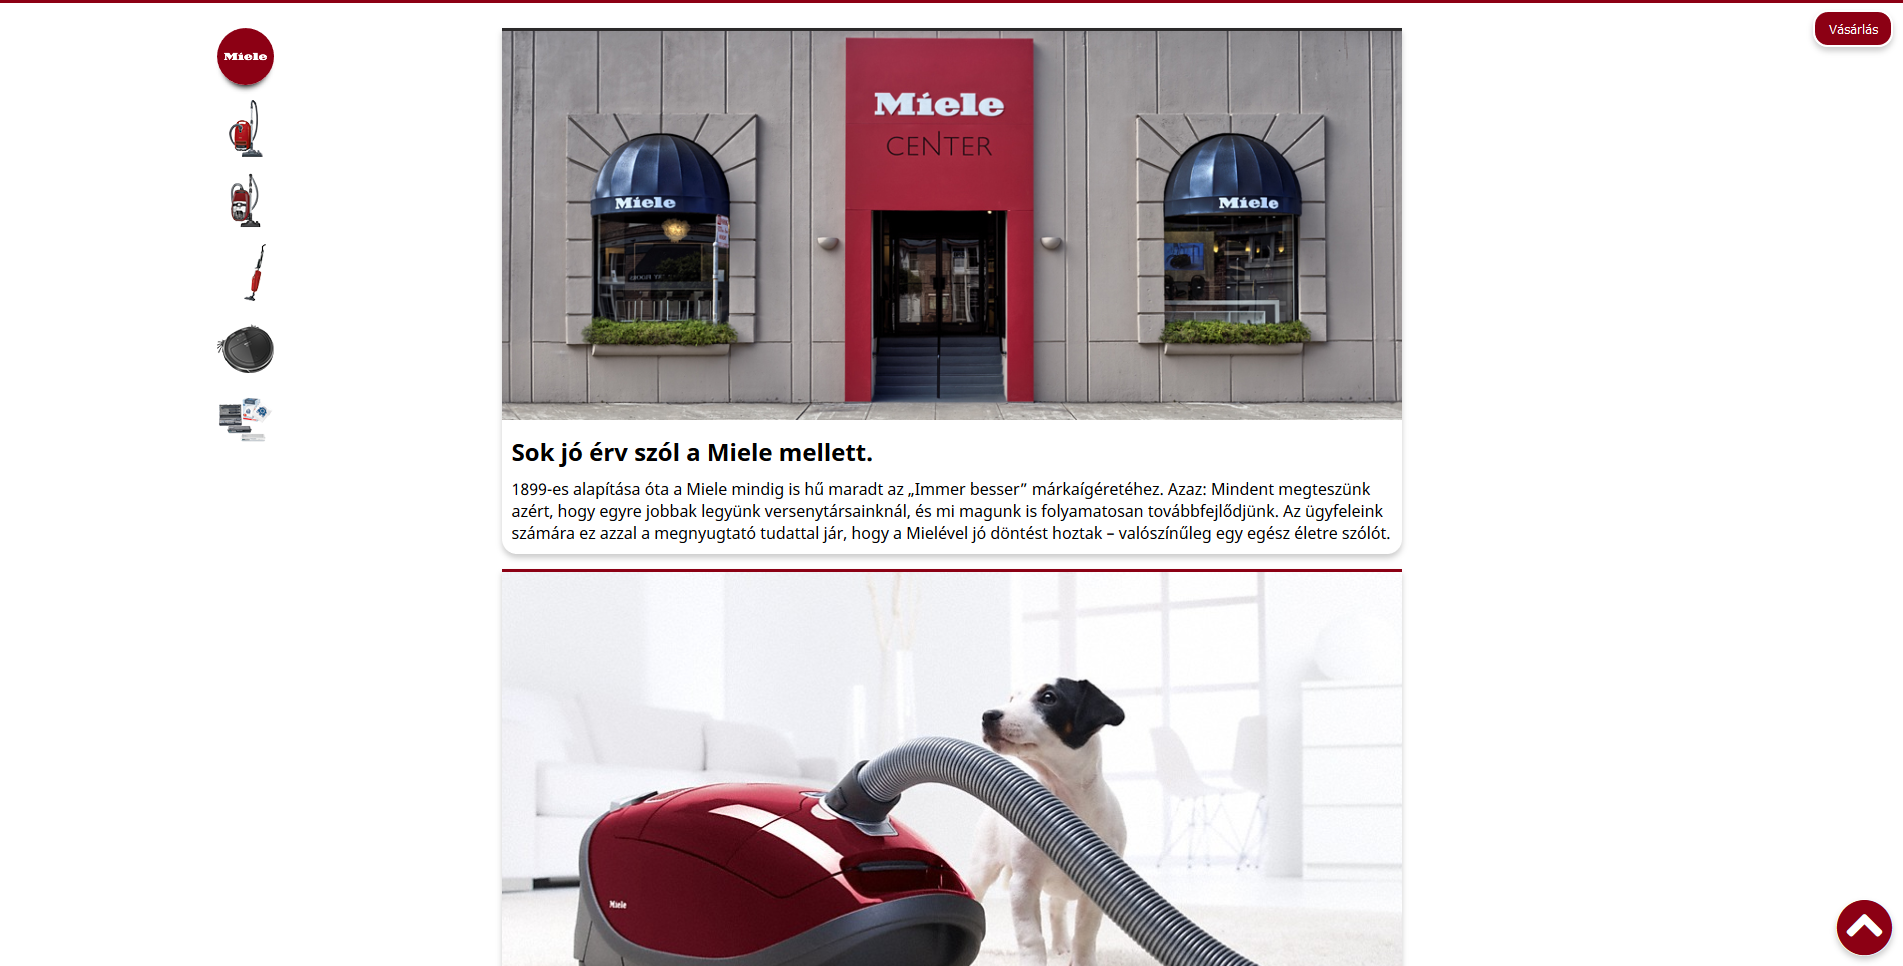 Vásárlás
Miele
Miele
CENTER
Miele
Miele
Sok jó érv szól a Miele mellett.
1899-es alapítása óta a Miele mindig is hű maradt az „Immer besser” márkaígéretéhez. Azaz: Mindent megteszünk
azért, hogy egyre jobbak legyünk versenytársainknál, és mi magunk is folyamatosan továbbfejlődjünk. Az ügyfeleink
számára ez azzal a megnyugtató tudattal jár, hogy a Mielével jó döntést hoztak – valószínűleg egy egész életre szólót.
Miele